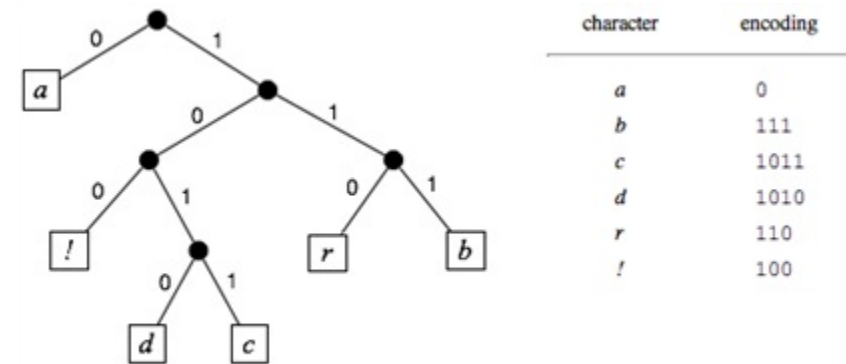 character encoding
0 1
a
a 0
0 1
b 111
c 1011
0 1 0 1
d 1010
r 110
! r b
! 100
0 1
d c